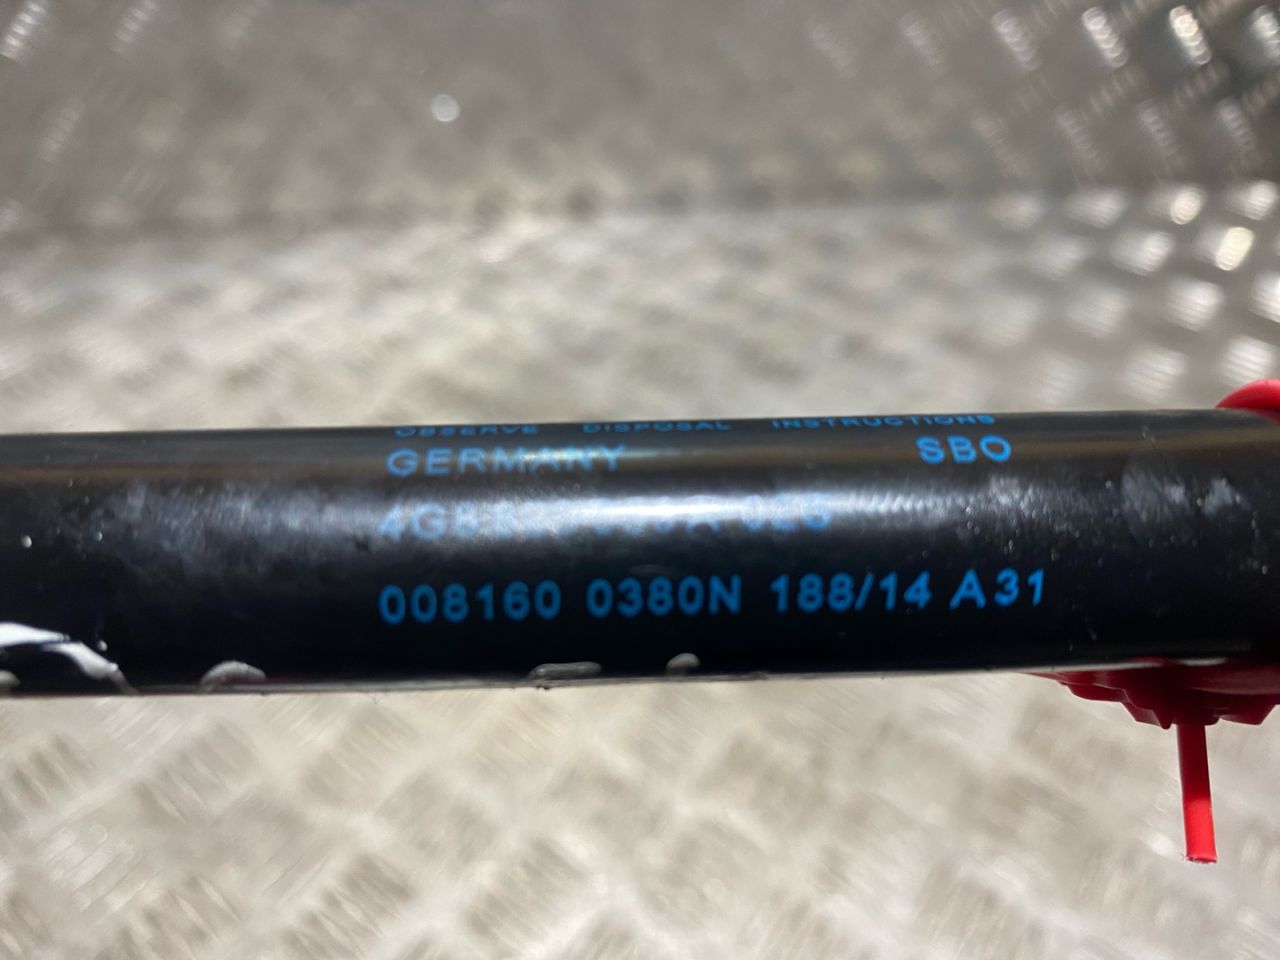 OBSERVE DISPOSAL INSTRUCTIONS
GERMANY SBO
008160 0380N 188/14 A31